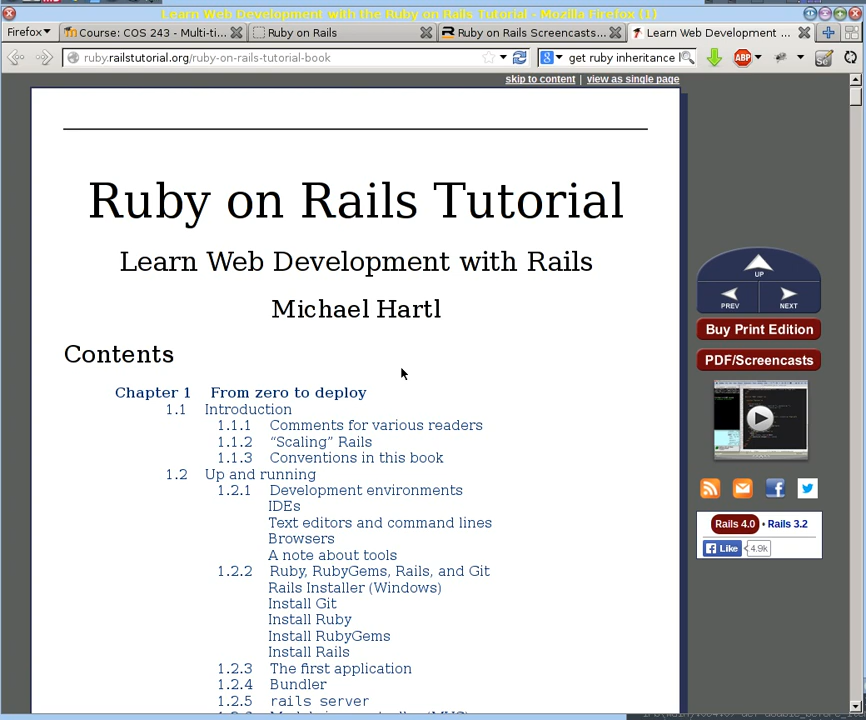 Learn Web Development with the Ruby on Rails Tutorial - Mozilla Firefox (1)
Firefox
Course: COS 243 - Multi-ti...
Ruby on Rails
Ruby on Rails Screencasts...
Learn Web Development ...
ruby.railstutorial.org/ruby-on-rails-tutorial-book
get ruby inheritance l
ABP
skip to content | view as single page
Ruby on Rails Tutorial
Learn Web Development with Rails
Michael Hartl
Contents
Chapter 1 From zero to deploy
1.1 Introduction
1.1.1 Comments for various readers
1.1.2 “Scaling” Rails
1.1.3 Conventions in this book
1.2 Up and running
1.2.1 Development environments
IDEs
Text editors and command lines
Browsers
A note about tools
1.2.2 Ruby, RubyGems, Rails, and Git
Rails Installer (Windows)
Install Git
Install Ruby
Install RubyGems
Install Rails
1.2.3 The first application
1.2.4 Bundler
1.2.5 rails server
UP
PREV NEXT
Buy Print Edition
PDF/Screencasts
Rails 4.0 • Rails 3.2
Like 4.9k